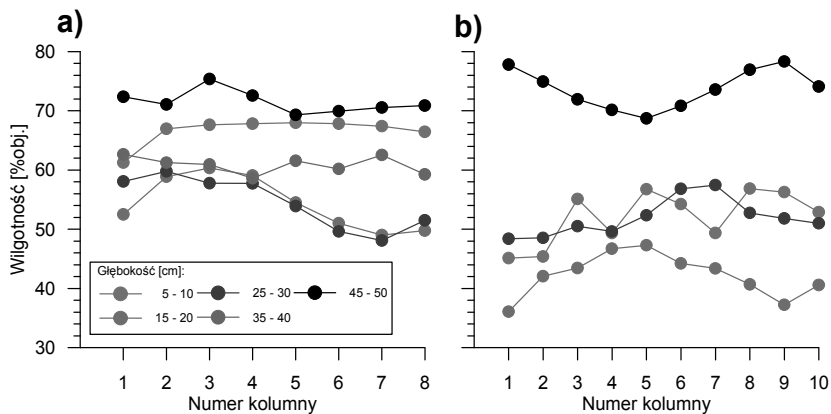 a)
b)
80
70
60
50
40
30
Wilgotność [%obj.]
Głębokość [cm]:
5 - 10
25 - 30
45 - 50
15 - 20
35 - 40
1 2 3 4 5 6 7 8
1 2 3 4 5 6 7 8 9 10
Numer kolumny
Numer kolumny